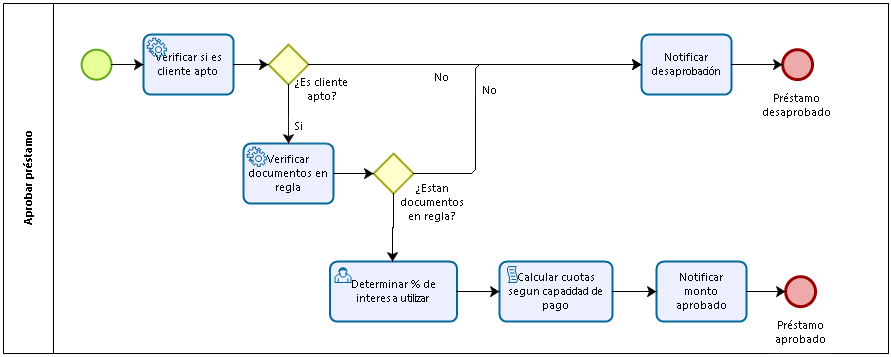 Aprobar préstamo
Verificar si es
cliente apto
¿Es cliente
apto?
No
No
Notificar
desaprobación
Préstamo
desaprobado
Si
Verificar
documentos en
regla
¿Estan
documentos
en regla?
Determinar % de
interes a utilizar
Calcular cuotas
segun capacidad de
pago
Notificar
monto
aprobado
Préstamo
aprobado